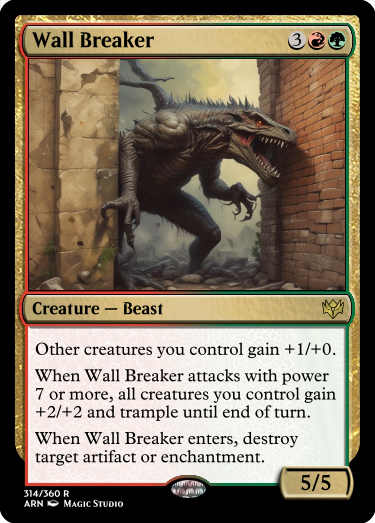 Wall Breaker 3
Creature — Beast
Other creatures you control gain +1/+0.
When Wall Breaker attacks with power
7 or more, all creatures you control gain
+2/+2 and trample until end of turn.
When Wall Breaker enters, destroy
target artifact or enchantment.
5/5
314/360 R
ARN Magic Studio